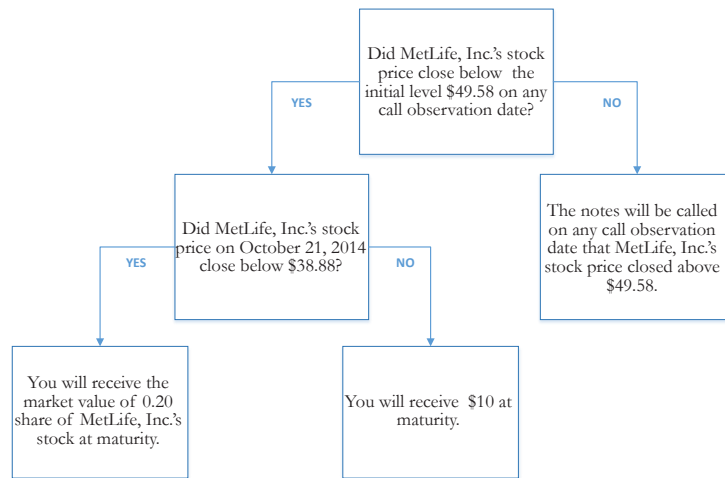 Did MetLife, Inc.'s stock
price close below the
initial level $49.58 on any
call observation date?
YES
NO
Did MetLife, Inc.'s stock
price on October 21, 2014
close below $38.88?
The notes will be called
on any call observation
date that MetLife, Inc.'s
stock price closed above
$49.58.
YES
NO
You will receive the
market value of 0.20
share of MetLife, Inc.'s
stock at maturity.
You will receive $10 at
maturity.